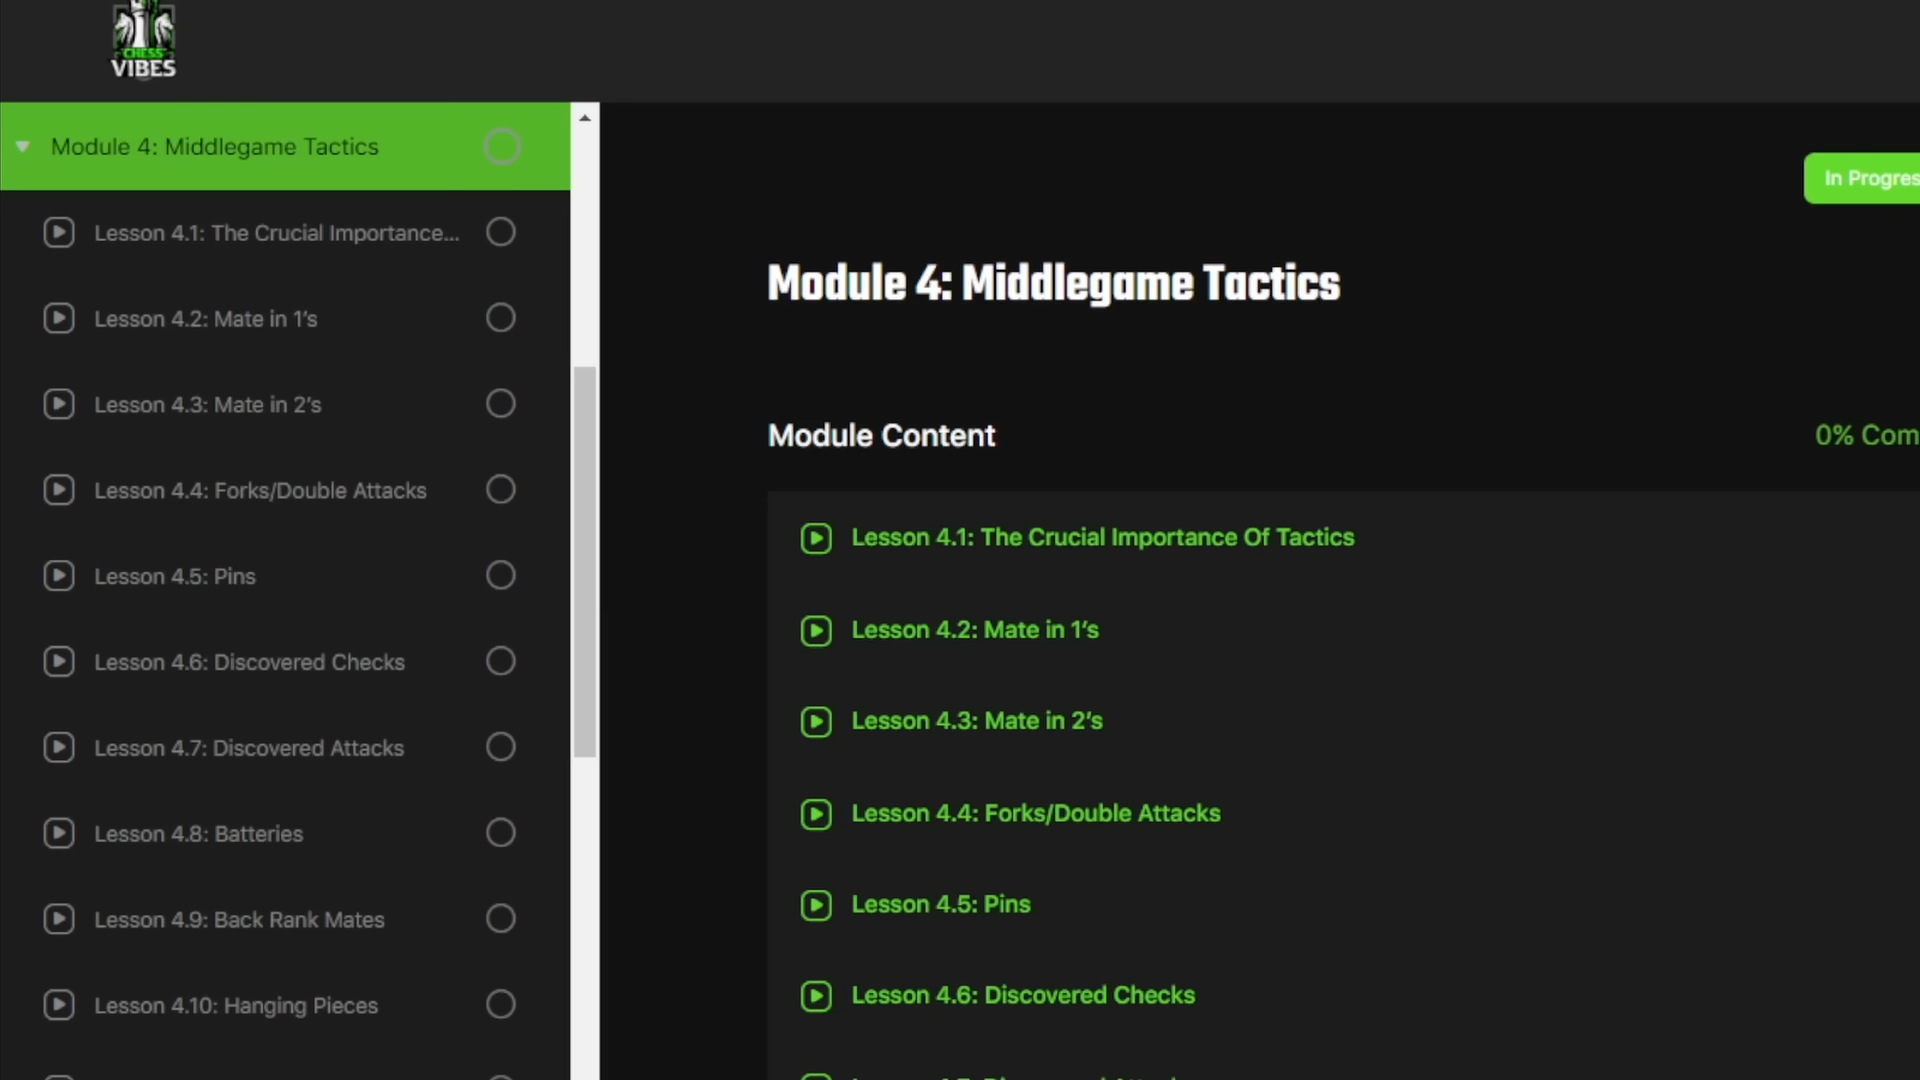 CHESS
VIBES
Module 4: Middlegame Tactics
Lesson 4.1: The Crucial Importance...
Lesson 4.2: Mate in 1's
Lesson 4.3: Mate in 2's
Lesson 4.4: Forks/Double Attacks
Lesson 4.5: Pins
Lesson 4.6: Discovered Checks
Lesson 4.7: Discovered Attacks
Lesson 4.8: Batteries
Lesson 4.9: Back Rank Mates
Lesson 4.10: Hanging Pieces
In Progres
Module 4: Middlegame Tactics
Module Content
0% Com
Lesson 4.1: The Crucial Importance Of Tactics
Lesson 4.2: Mate in 1's
Lesson 4.3: Mate in 2's
Lesson 4.4: Forks/Double Attacks
Lesson 4.5: Pins
Lesson 4.6: Discovered Checks